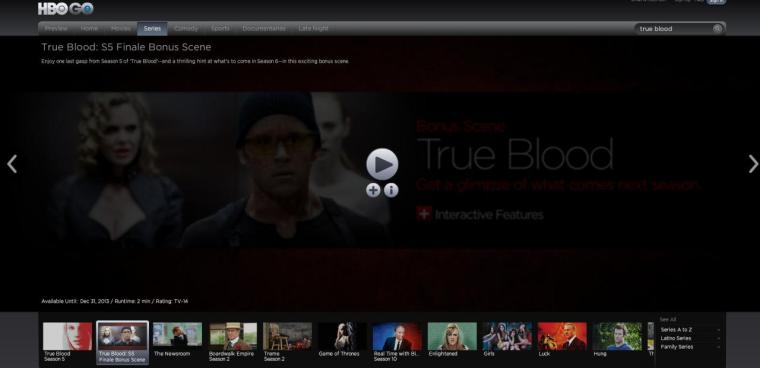 HBO GO
Preview Home Movies Series Comedy Sports Documentaries Late Night
true blood
True Blood: S5 Finale Bonus Scene
Enjoy one last gasp from Season 5 of 'True Blood'--and a thrilling hint at what's to come in Season 6--in this exciting bonus scene.
Bonus Scene
True Blood
Get a glimpse of what comes next season.
Interactive Features
Available Until: Dec 31, 2013 / Runtime: 2 min / Rating: TV-14
True Blood
Season 5
True Blood: S5
Finale Bonus Scene
The Newsroom
Boardwalk Empire
Season 2
Treme
Season 2
Game of Thrones
Real Time with Bi...
Season 10
Enlightened
Girls
Luck
Hung
Th
See All
Series A to Z
Latino Series
Family Series